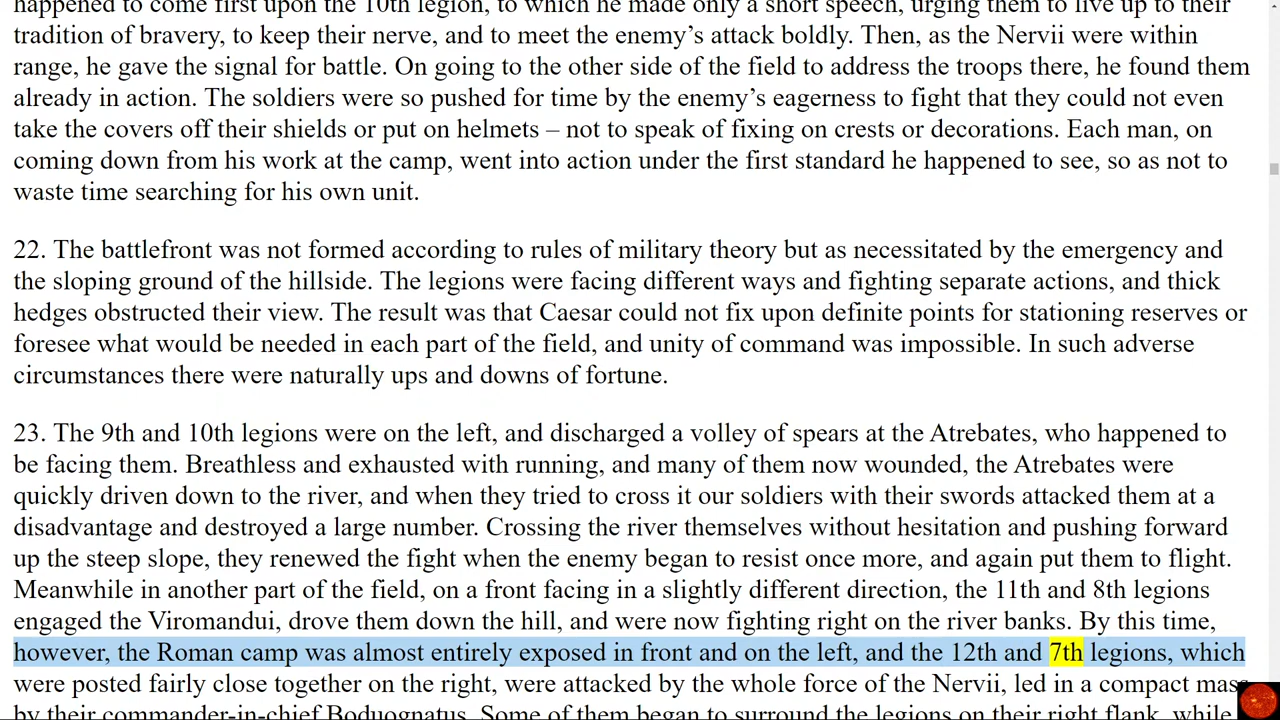 happened to come first upon the 10th legion, to which he made only a short speech, urging them to live up to their
tradition of bravery, to keep their nerve, and to meet the enemy’s attack boldly. Then, as the Nervii were within
range, he gave the signal for battle. On going to the other side of the field to address the troops there, he found them
already in action. The soldiers were so pushed for time by the enemy’s eagerness to fight that they could not even
take the covers off their shields or put on helmets – not to speak of fixing on crests or decorations. Each man, on
coming down from his work at the camp, went into action under the first standard he happened to see, so as not to
waste time searching for his own unit.
22. The battlefront was not formed according to rules of military theory but as necessitated by the emergency and
the sloping ground of the hillside. The legions were facing different ways and fighting separate actions, and thick
hedges obstructed their view. The result was that Caesar could not fix upon definite points for stationing reserves or
foresee what would be needed in each part of the field, and unity of command was impossible. In such adverse
circumstances there were naturally ups and downs of fortune.
23. The 9th and 10th legions were on the left, and discharged a volley of spears at the Atrebates, who happened to
be facing them. Breathless and exhausted with running, and many of them now wounded, the Atrebates were
quickly driven down to the river, and when they tried to cross it our soldiers with their swords attacked them at a
disadvantage and destroyed a large number. Crossing the river themselves without hesitation and pushing forward
up the steep slope, they renewed the fight when the enemy began to resist once more, and again put them to flight.
Meanwhile in another part of the field, on a front facing in a slightly different direction, the 11th and 8th legions
engaged the Viromandui, drove them down the hill, and were now fighting right on the river banks. By this time,
however, the Roman camp was almost entirely exposed in front and on the left, and the 12th and 7th legions, which
were posted fairly close together on the right, were attacked by the whole force of the Nervii, led in a compact mass
by their commander-in-chief Boduognatus. Some of them began to surround the legions on their right flank, while